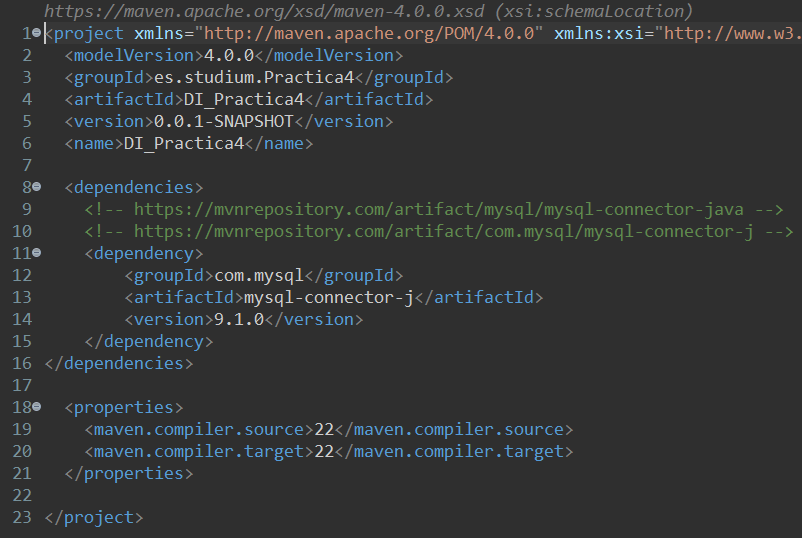 https://maven.apache.org/xsd/maven-4.0.0.xsd (xsi:schemaLocation)
1 <project xmlns="http://maven.apache.org/POM/4.0.0" xmlns:xsi="http://www.w3.
2 <modelVersion>4.0.0</modelVersion>
3 <groupId>es.studium.Practica4</groupId>
4 <artifactId>DI_Practica4</artifactId>
5 <version>0.0.1-SNAPSHOT</version>
6 <name>DI_Practica4</name>
7
8 <dependencies>
9 <!-- https://mvnrepository.com/artifact/mysql/mysql-connector-java -->
10 <!-- https://mvnrepository.com/artifact/com.mysql/mysql-connector-j -->
11 <dependency>
12 <groupId>com.mysql</groupId>
13 <artifactId>mysql-connector-j</artifactId>
14 <version>9.1.0</version>
15 </dependency>
16 </dependencies>
17
18 <properties>
19 <maven.compiler.source>22</maven.compiler.source>
20 <maven.compiler.target>22</maven.compiler.target>
21 </properties>
22
23 </project>